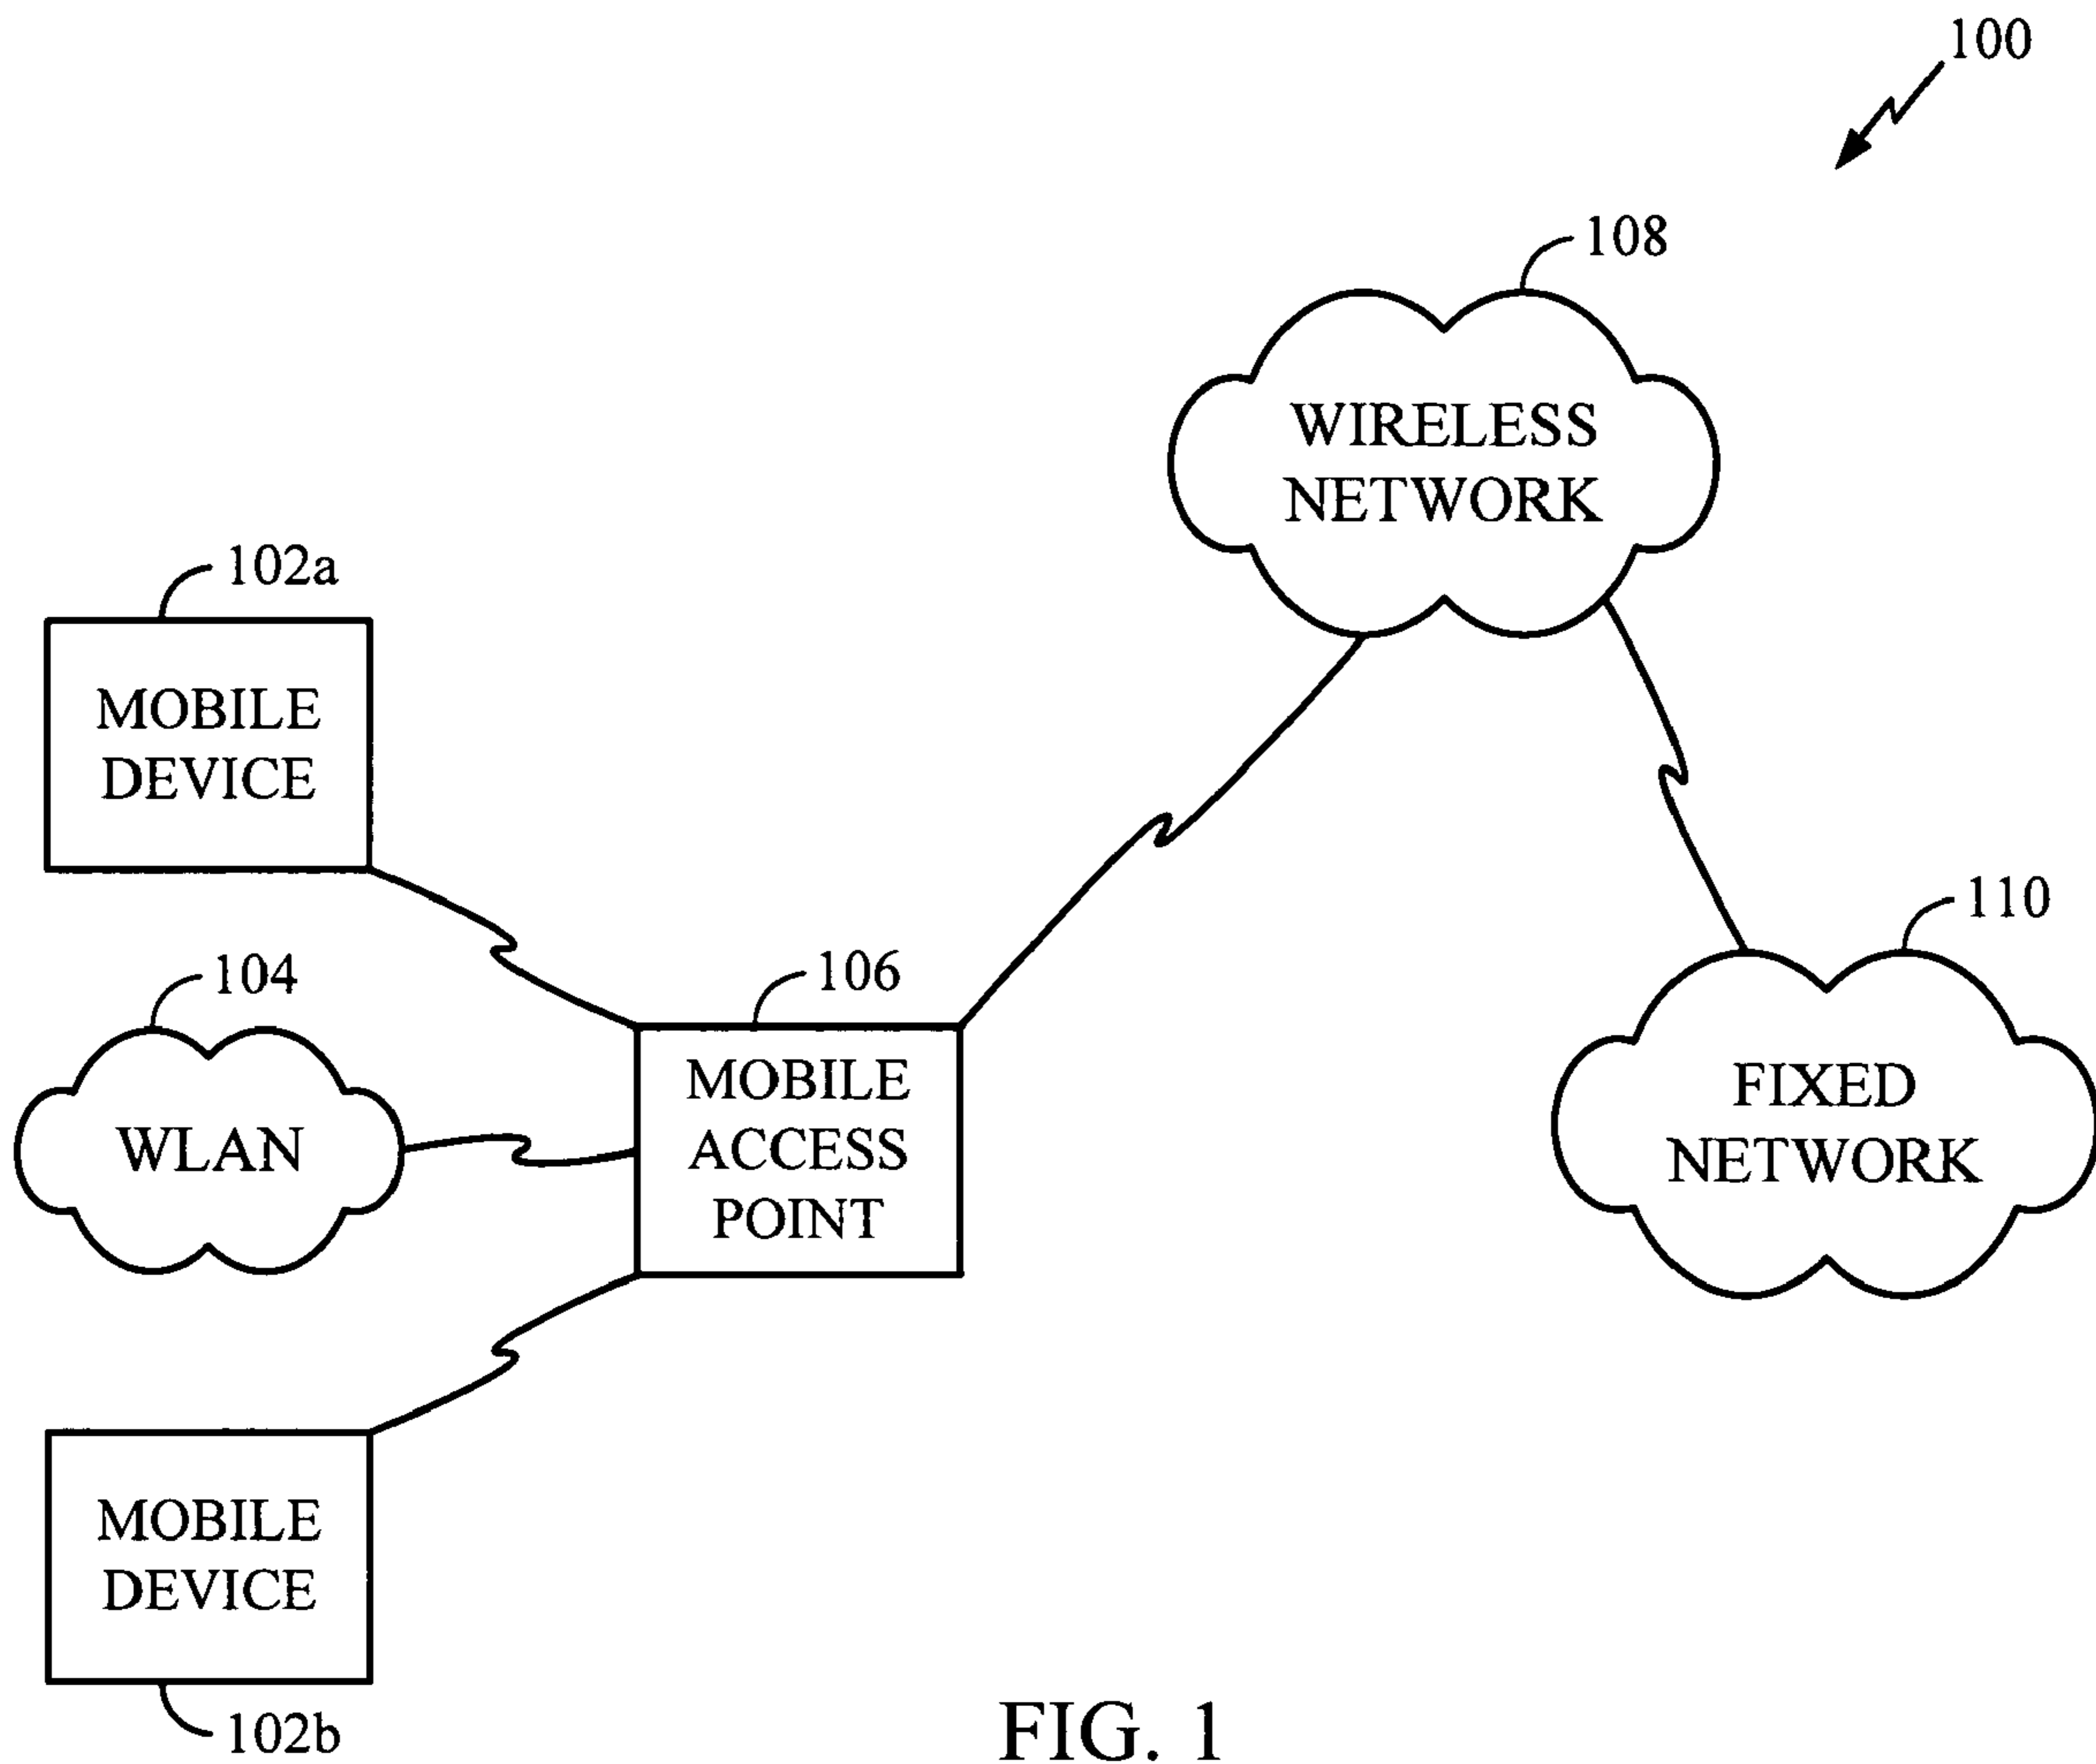 100
108
WIRELESS
NETWORK
102a
MOBILE
DEVICE
110
104
106
MOBILE
ACCESS
POINT
WLAN
FIXED
NETWORK
MOBILE
DEVICE
102b
FIG. 1